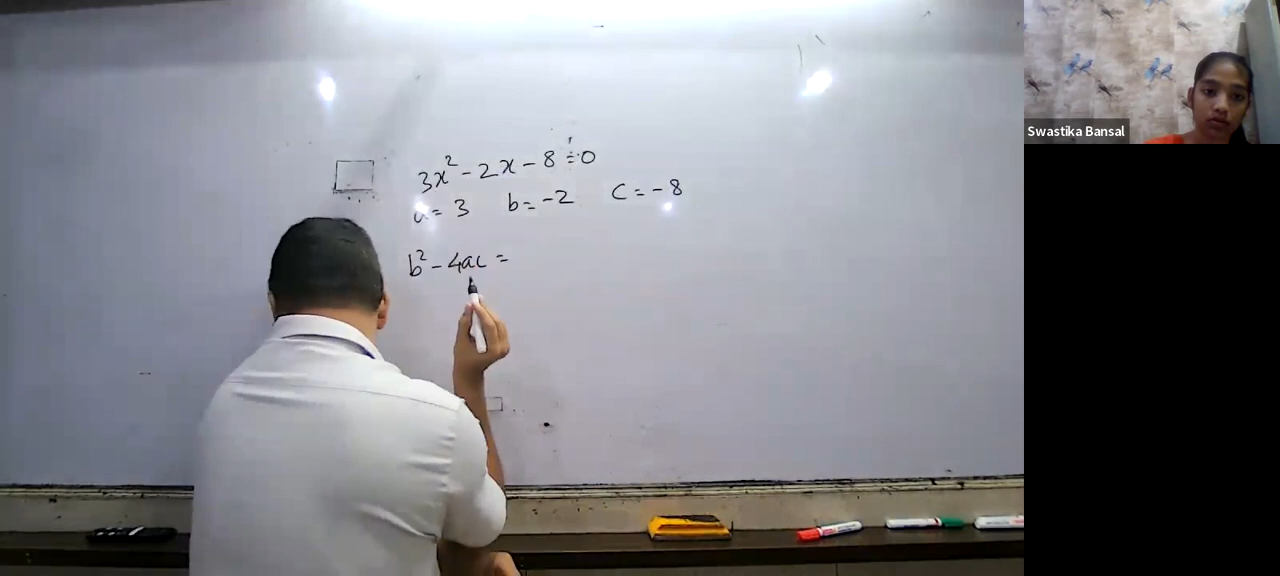 3x² - 2x - 8 = 0
a = 3 b = -2 c = -8
b² - 4ac =
Swastika Bansal